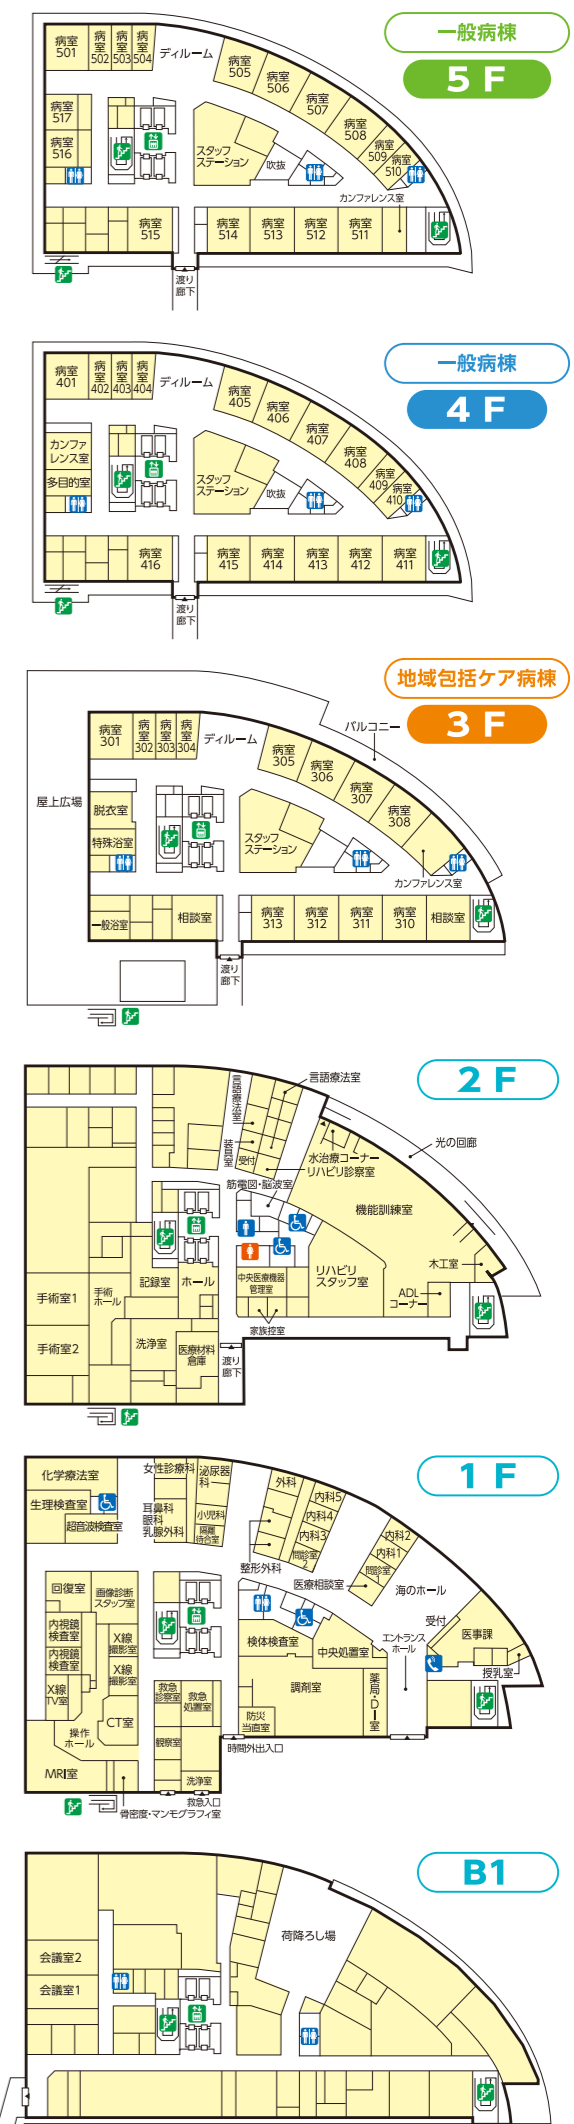 一般病棟
5 F
病室
501
病室
502
病室
503
病室
504
ディルーム
病室
505
病室
506
病室
507
病室
508
病室
509
病室
510
病室
517
病室
516
スタッフ
ステーション
吹抜
カンファレンス室
病室
515
病室
514
病室
513
病室
512
病室
511
渡り
廊下
一般病棟
4 F
病室
401
病室
402
病室
403
病室
404
ディルーム
病室
405
病室
406
病室
407
病室
408
病室
409
病室
410
カンファ
レンス室
多目的室
スタッフ
ステーション
吹抜
病室
416
病室
415
病室
414
病室
413
病室
412
病室
411
渡り
廊下
地域包括ケア病棟
3 F
バルコニー
病室
301
病室
302
病室
303
病室
304
ディルーム
病室
305
病室
306
病室
307
病室
308
屋上広場
脱衣室
特殊浴室
スタッフ
ステーション
カンファレンス室
一般浴室
相談室
病室
313
病室
312
病室
311
病室
310
相談室
渡り
廊下
2 F
言語療法室
言語療法室
装具室
受付
水治療コーナー
リハビリ診察室
光の回廊
筋電図・脳波室
機能訓練室
木工室
ADL
コーナー
リハビリ
スタッフ室
中央医療機器
管理室
家族控室
手術室1
手術
ホール
記録室
ホール
手術室2
洗浄室
医療材料
倉庫
渡り
廊下
1 F
化学療法室
女性診療科
泌尿器
科
外科
生理検査室
超音波検査室
耳鼻科
眼科
乳腺外科
小児科
隔離
待合室
整形外科
内科5
内科4
内科3
問診室
2
内科2
内科1
問診室
1
医療相談室
海のホール
回復室
画像診断
スタッフ室
内視鏡
検査室
内視鏡
検査室
X線
撮影室
X線
撮影室
X線
TV室
操作
ホール
CT室
MRI室
骨密度・マンモグラフィ室
救急
診察室
救急
処置室
観察室
洗浄室
救急入口
検体検査室
中央処置室
調剤室
薬局・DI室
防災
当直室
時間外出入口
エントランス
ホール
受付
医事課
授乳室
B1
荷降ろし場
会議室2
会議室1